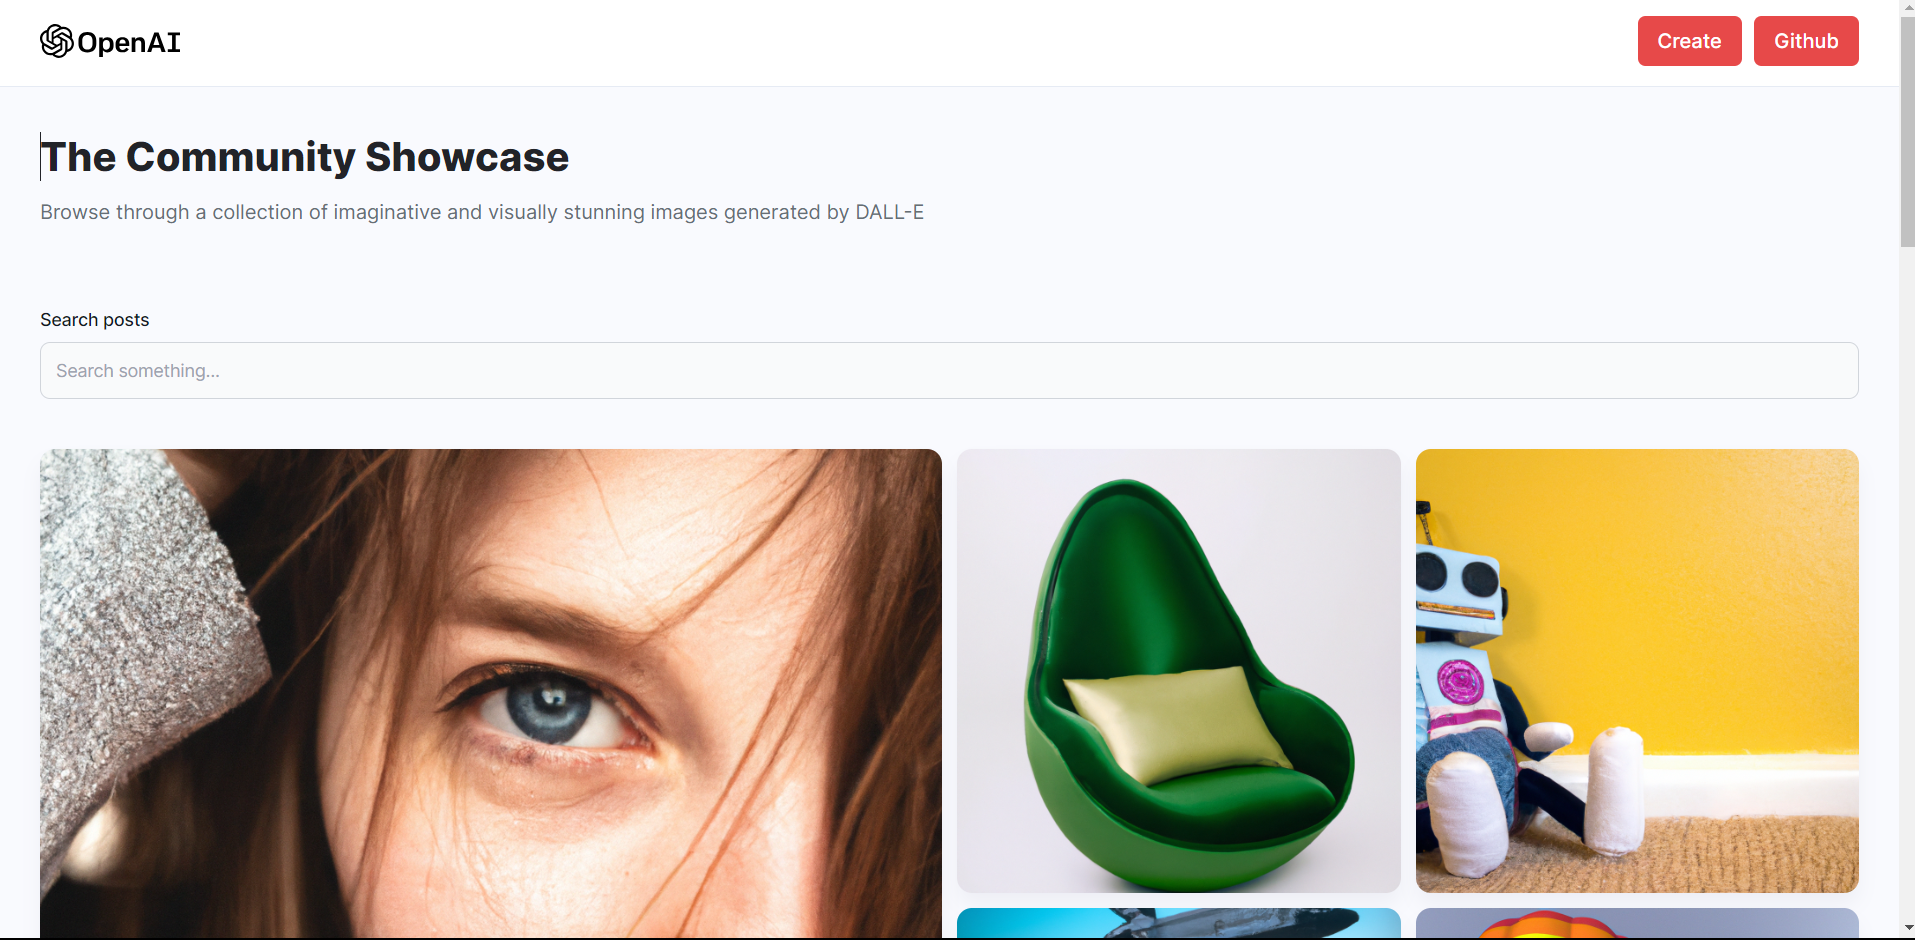 OpenAI
Create
Github
The Community Showcase
Browse through a collection of imaginative and visually stunning images generated by DALL-E
Search posts
Search something...